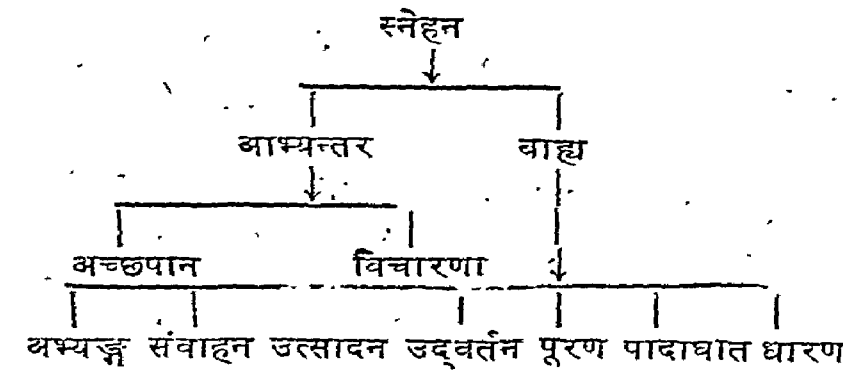 स्नेहन
आभ्यन्तर वाह्य
अच्छपान विचारणा
अभ्यङ्ग संवाहन उत्सादन उद्वर्तन पूरण पादाघात धारण